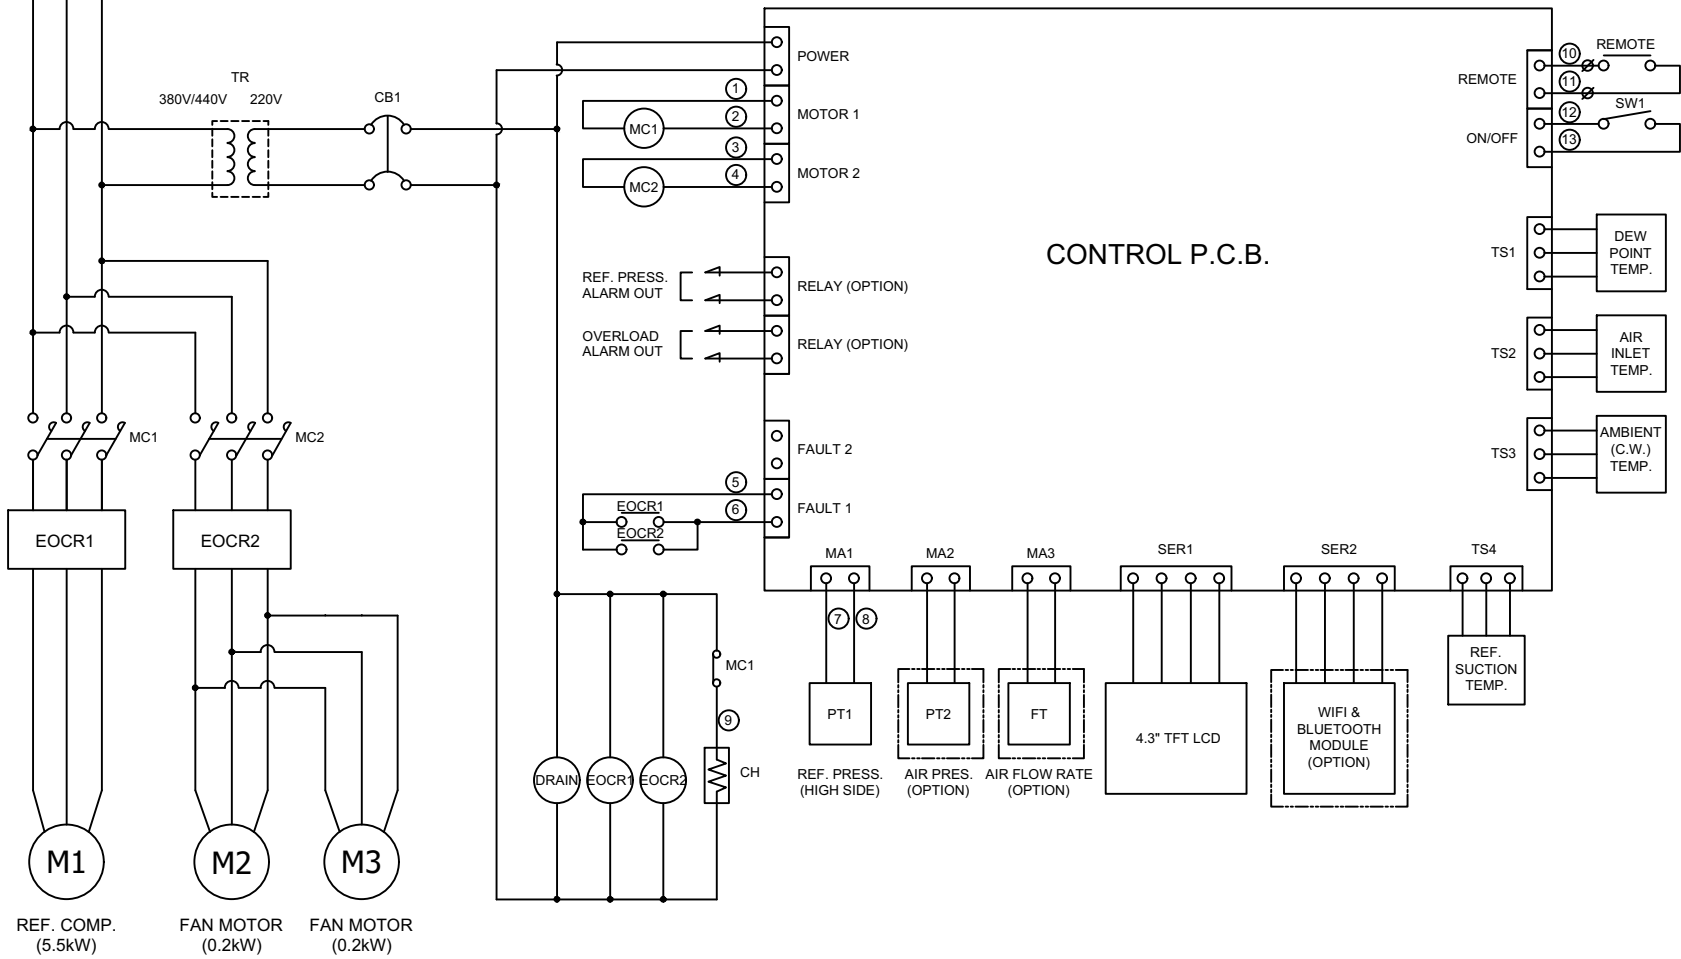 TR
380V/440V 220V
CB1
POWER
1
2
MC1
MOTOR 1
3
4
MC2
MOTOR 2
REF. PRESS.
ALARM OUT
RELAY (OPTION)
OVERLOAD
ALARM OUT
RELAY (OPTION)
FAULT 2
5
6
EOCR1
EOCR2
FAULT 1
CONTROL P.C.B.
REMOTE
10
11
REMOTE
SW1
12
13
ON/OFF
TS1
DEW
POINT
TEMP.
TS2
AIR
INLET
TEMP.
TS3
AMBIENT
(C.W.)
TEMP.
MC1
MC2
EOCR1
EOCR2
MA1
MA2
MA3
SER1
SER2
TS4
7
8
PT1
REF. PRESS.
(HIGH SIDE)
PT2
AIR PRES.
(OPTION)
FT
AIR FLOW RATE
(OPTION)
4.3" TFT LCD
WIFI &
BLUETOOTH
MODULE
(OPTION)
REF.
SUCTION
TEMP.
MC1
9
DRAIN
EOCR1
EOCR2
CH
M1
M2
M3
REF. COMP.
(5.5kW)
FAN MOTOR
(0.2kW)
FAN MOTOR
(0.2kW)